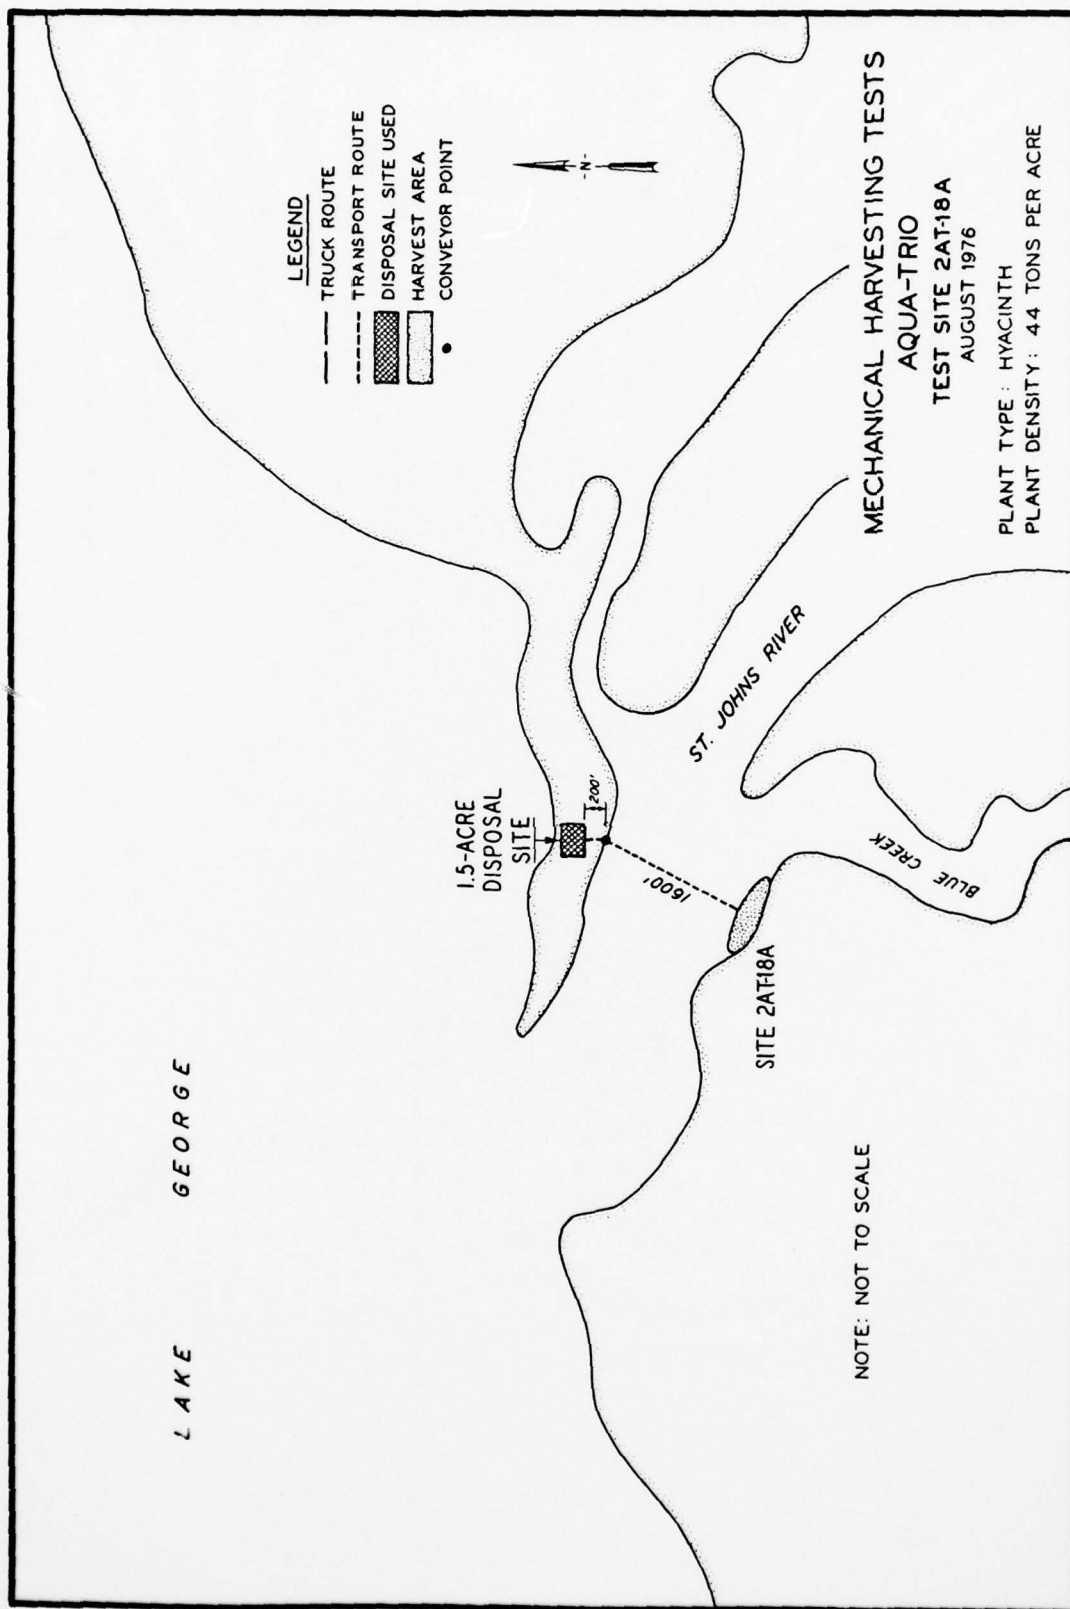 LAKE GEORGE
LEGEND
TRUCK ROUTE
TRANSPORT ROUTE
DISPOSAL SITE USED
HARVEST AREA
CONVEYOR POINT
-N-
1.5-ACRE
DISPOSAL
SITE
200'
1600'
ST. JOHNS RIVER
BLUE CREEK
SITE 2AT-18A
NOTE: NOT TO SCALE
MECHANICAL HARVESTING TESTS
AQUA-TRIO
TEST SITE 2AT-18A
AUGUST 1976
PLANT TYPE: HYACINTH
PLANT DENSITY: 44 TONS PER ACRE